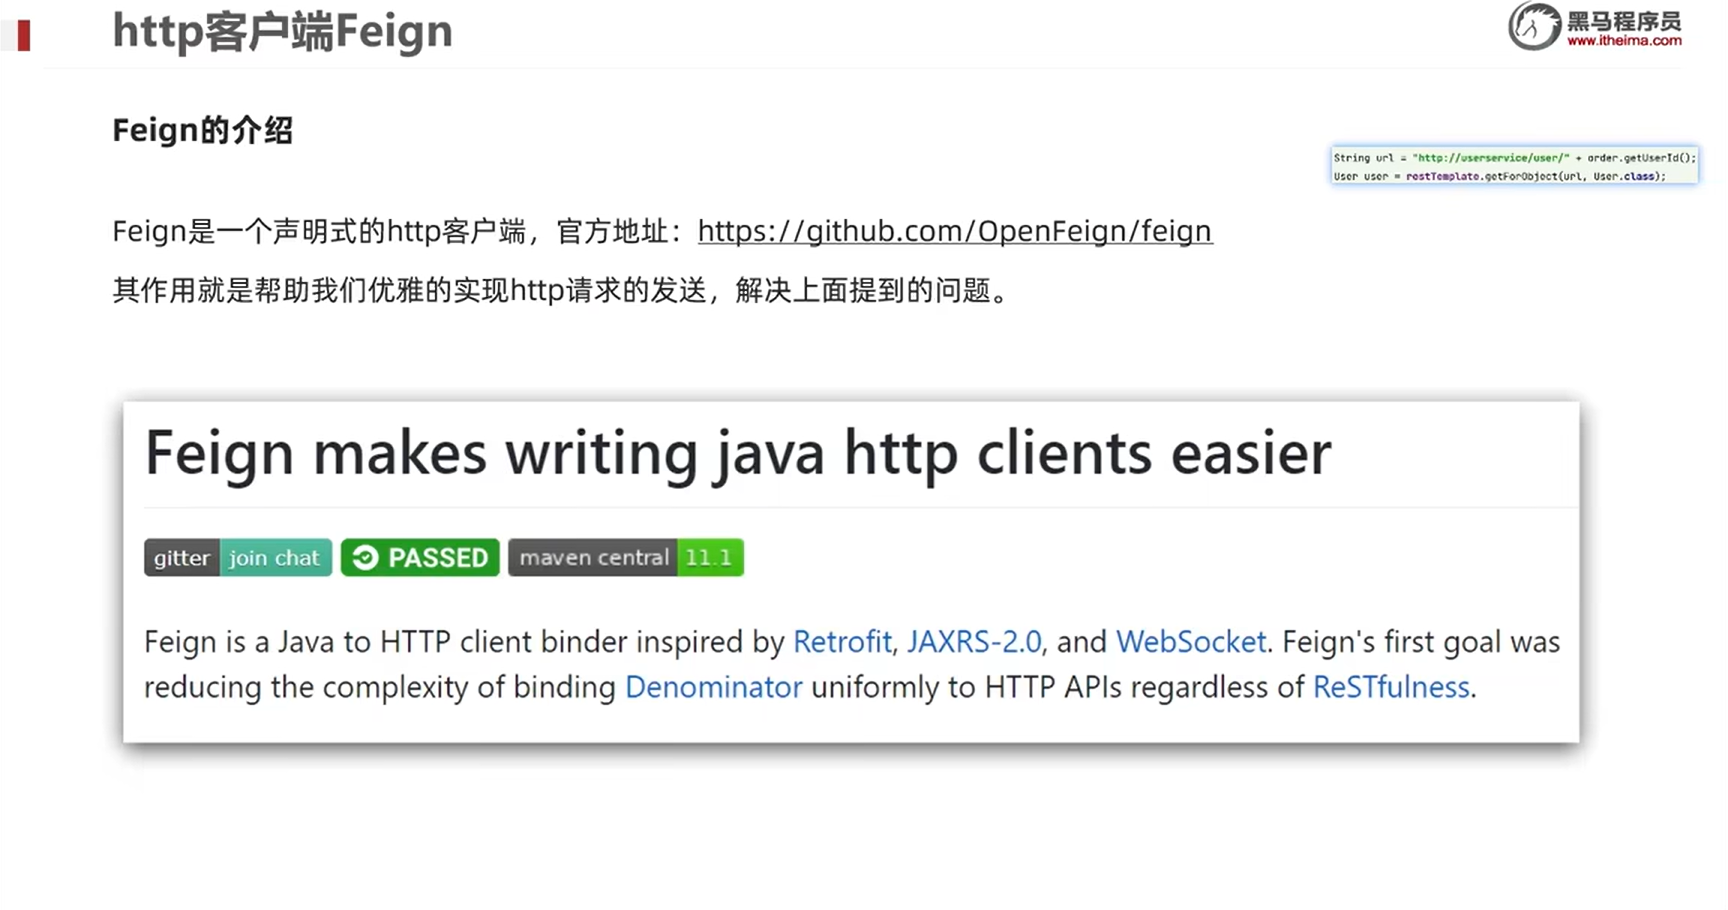 http客户端Feign
黑马程序员
www.itheima.com
Feign的介绍
String url = "http://userservice/user/" + order.getUserId();
User user = restTemplate.getForObject(url, User.class);
Feign是一个声明式的http客户端，官方地址：https://github.com/OpenFeign/feign
其作用就是帮助我们优雅的实现http请求的发送，解决上面提到的问题。
Feign makes writing java http clients easier
gitter join chat PASSED maven central 11.1
Feign is a Java to HTTP client binder inspired by Retrofit, JAXRS-2.0, and WebSocket. Feign's first goal was
reducing the complexity of binding Denominator uniformly to HTTP APIs regardless of ReSTfulness.